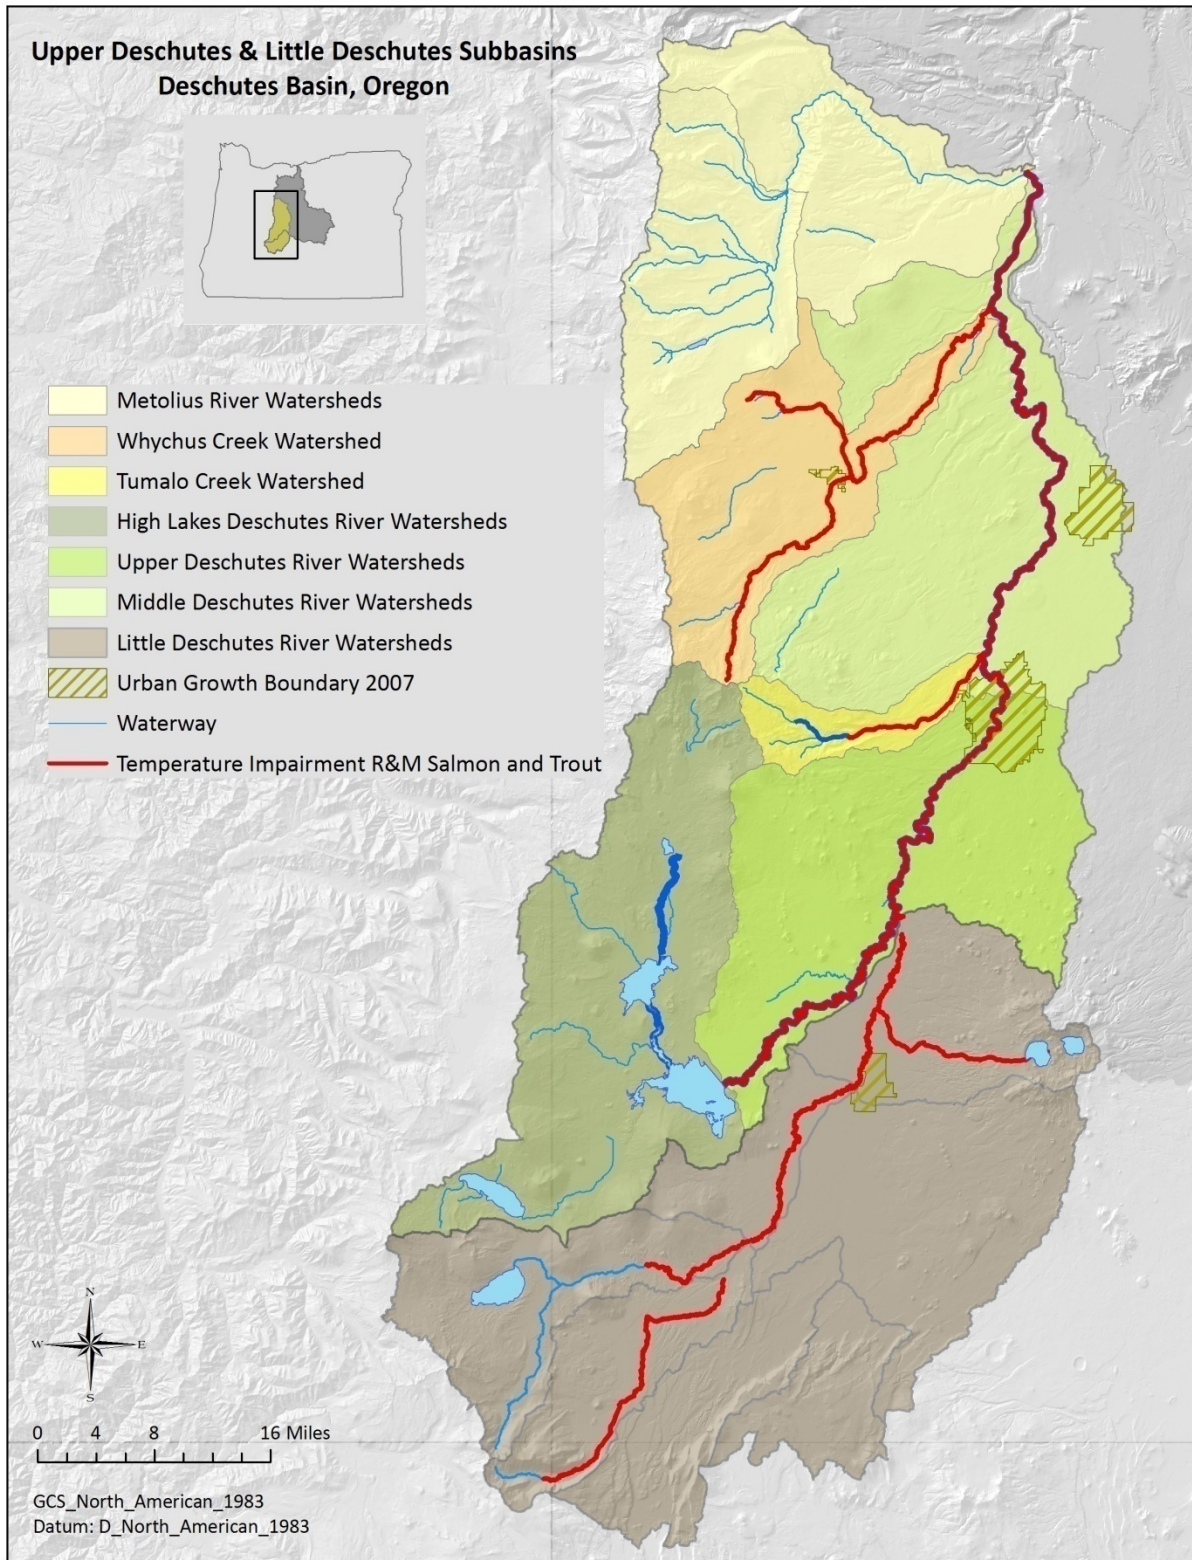 Upper Deschutes & Little Deschutes Subbasins
Deschutes Basin, Oregon
Metolius River Watersheds
Whychus Creek Watershed
Tumalo Creek Watershed
High Lakes Deschutes River Watersheds
Upper Deschutes River Watersheds
Middle Deschutes River Watersheds
Little Deschutes River Watersheds
Urban Growth Boundary 2007
Waterway
Temperature Impairment R&M Salmon and Trout
N
W E
S
0 4 8 16 Miles
GCS_North_American_1983
Datum: D_North_American_1983